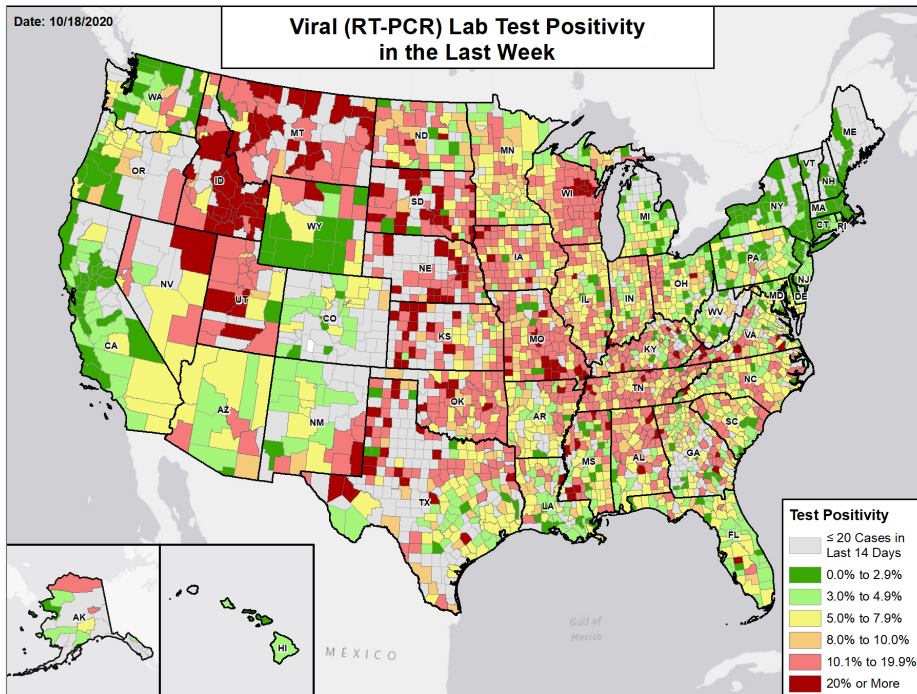 Date: 10/18/2020
Viral (RT-PCR) Lab Test Positivity
in the Last Week
WA
MT
ND
MN
ME
OR
ID
SD
WI
MI
VT
NH
NY
MA
CT
RI
WY
IA
PA
NJ
NE
NV
UT
CO
IL
IN
OH
MD
DE
WV
VA
CA
KS
MO
KY
NC
TN
AZ
NM
OK
AR
SC
MS
AL
GA
TX
LA
FL
AK
HI
Gulf of
Mexico
MÉXICO
Test Positivity
≤ 20 Cases in
Last 14 Days
0.0% to 2.9%
3.0% to 4.9%
5.0% to 7.9%
8.0% to 10.0%
10.1% to 19.9%
20% or More